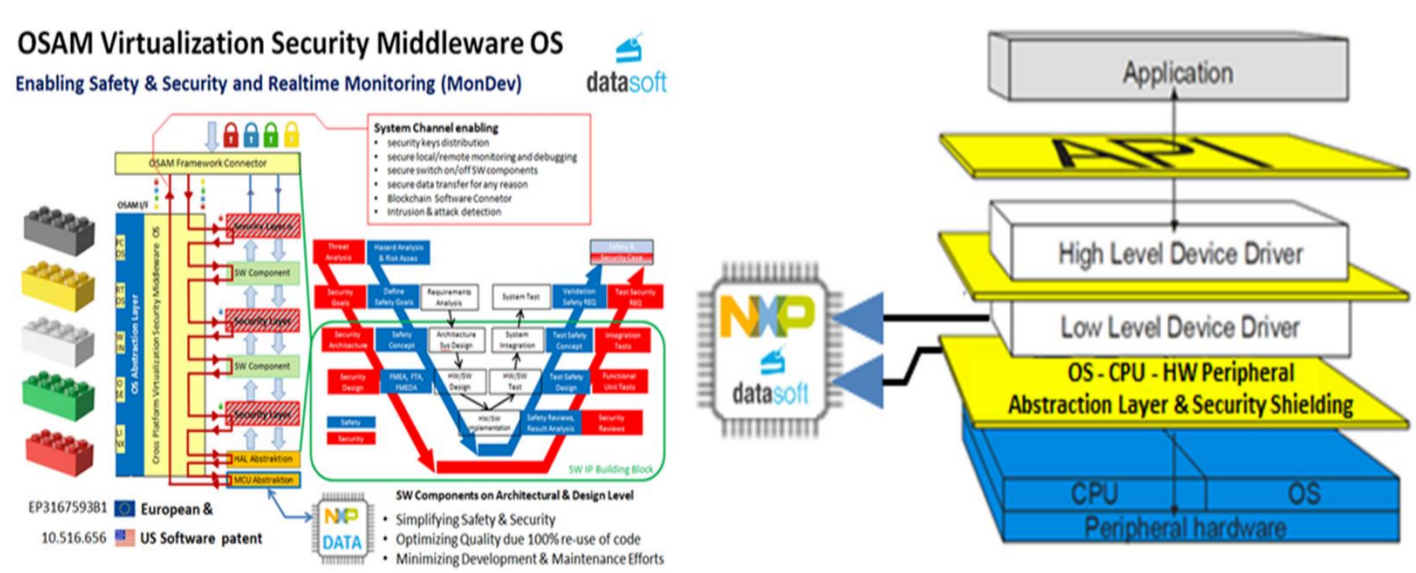 OSAM Virtualization Security Middleware OS
Enabling Safety & Security and Realtime Monitoring (MonDev)
datasoft
System Channel enabling
• security keys distribution
• secure local/remote monitoring and debugging
• secure switch on/off SW components
• secure data transfer for any reason
• Blockchain Software Connetor
• Intrusion & attack detection
OSAM Framework Connector
OSAM I/F
OS Abstraction Layer
Cross Platform Virtualization Security Middleware OS
Security Layer
SW Component
Security Layer
SW Component
Security Layer
HAL Abstraktion
MCU Abstraktion
Threat
Analysis
Hazard Analysis
& Risk Asses
Safety &
Security Case
Security
Goals
Define
Safety Goals
Requirements
Analysis
System Test
Validation
Safety REQ
Test Security
REQ
Security
Architecture
Safety
Concept
Architecture
Sys Design
System
Integration
Test Safety
Concept
Integration
Tests
Security
Design
FMEA, FTA,
FMEDA
HW/SW
Design
HW/SW
Test
Test Safety
Design
Functional
Unit Tests
HW/SW
Implementation
Safety Reviews,
Result Analysis
Security
Reviews
Safety
Security
SW IP Building Block
EP3167593B1
European &
10.516.656
US Software patent
NXP
DATA
SW Components on Architectural & Design Level
• Simplifying Safety & Security
• Optimizing Quality due 100% re-use of code
• Minimizing Development & Maintenance Efforts
NXP
datasoft
Application
API
High Level Device Driver
Low Level Device Driver
OS - CPU - HW Peripheral
Abstraction Layer & Security Shielding
CPU
OS
Peripheral hardware